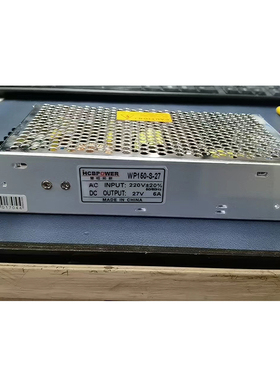 HCBPOWER WP150-S-27
AC INPUT: 220V±20%
DC OUTPUT: 27V 6A
MADE IN CHINA